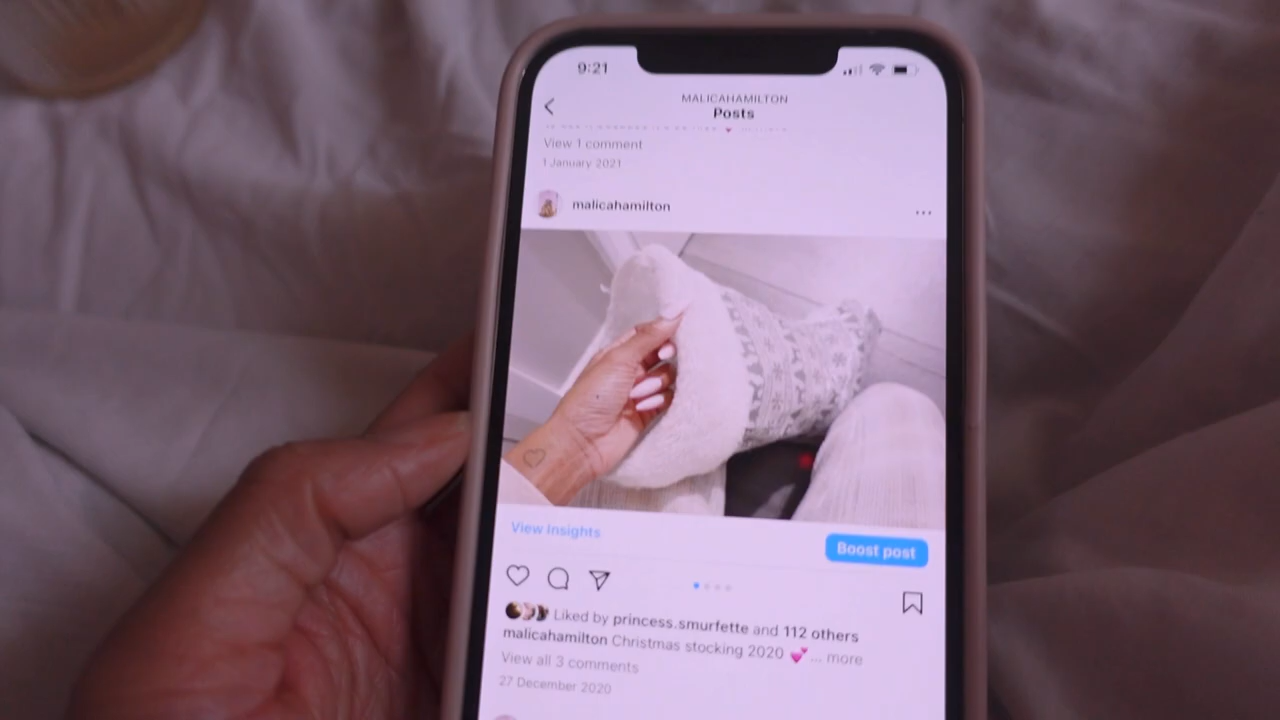 9:21
MALICAHAMILTON
Posts
View 1 comment
1 January 2021
malicahamilton
View Insights
Boost post
Liked by princess.smurfette and 112 others
malicahamilton Christmas stocking 2020 💕... more
View all 3 comments
27 December 2020